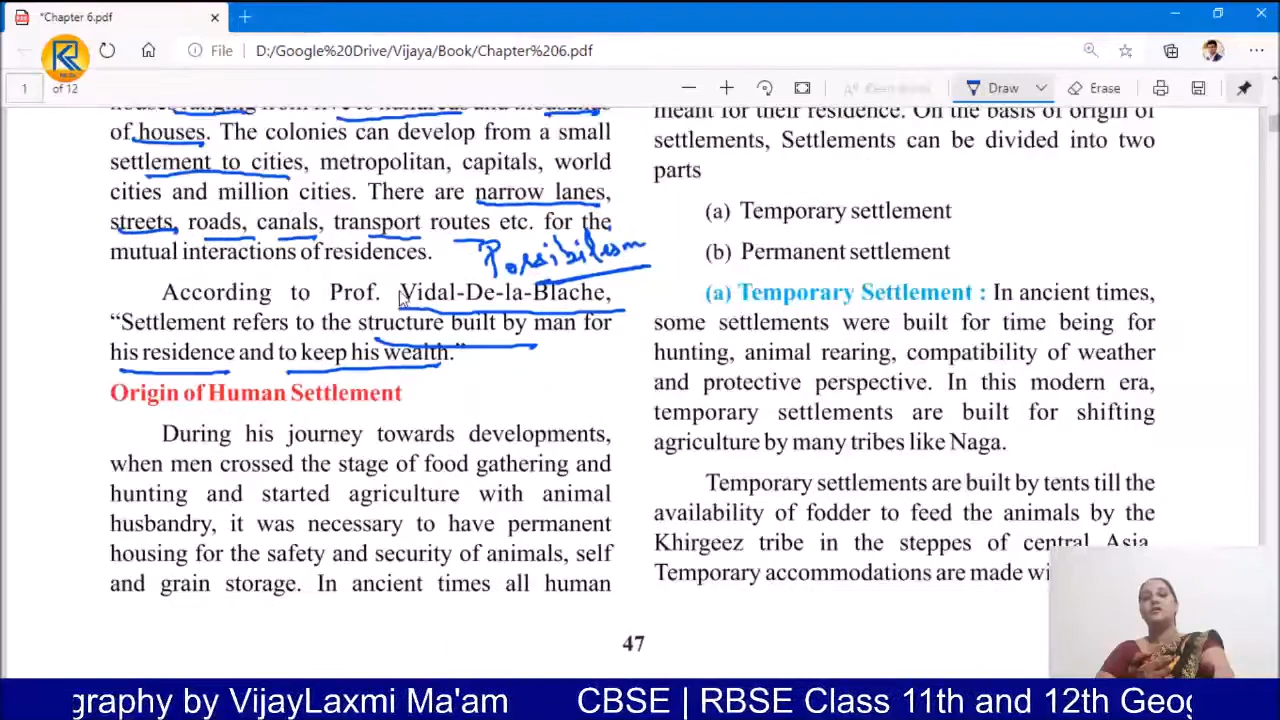 *Chapter 6.pdf
File
D:/Google%20Drive/Vijaya/Book/Chapter%206.pdf
1
of 12
Draw
Erase
houses ranging from five to hundreds and thousands
of houses. The colonies can develop from a small
settlement to cities, metropolitan, capitals, world
cities and million cities. There are narrow lanes,
streets, roads, canals, transport routes etc. for the
mutual interactions of residences.
Possibilism
According to Prof. Vidal-De-la-Blache,
“Settlement refers to the structure built by man for
his residence and to keep his wealth.”
Origin of Human Settlement
During his journey towards developments,
when men crossed the stage of food gathering and
hunting and started agriculture with animal
husbandry, it was necessary to have permanent
housing for the safety and security of animals, self
and grain storage. In ancient times all human
meant for their residence. On the basis of origin of
settlements, Settlements can be divided into two
parts
(a) Temporary settlement
(b) Permanent settlement
(a) Temporary Settlement : In ancient times,
some settlements were built for time being for
hunting, animal rearing, compatibility of weather
and protective perspective. In this modern era,
temporary settlements are built for shifting
agriculture by many tribes like Naga.
Temporary settlements are built by tents till the
availability of fodder to feed the animals by the
Khirgeez tribe in the steppes of central Asia.
Temporary accommodations are made wi
47
graphy by VijayLaxmi Ma'am CBSE | RBSE Class 11th and 12th Geog